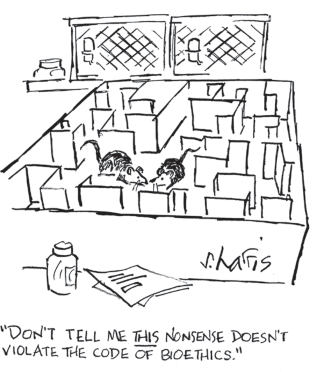 s.harris
"DON'T TELL ME THIS NONSENSE DOESN'T
VIOLATE THE CODE OF BIOETHICS."